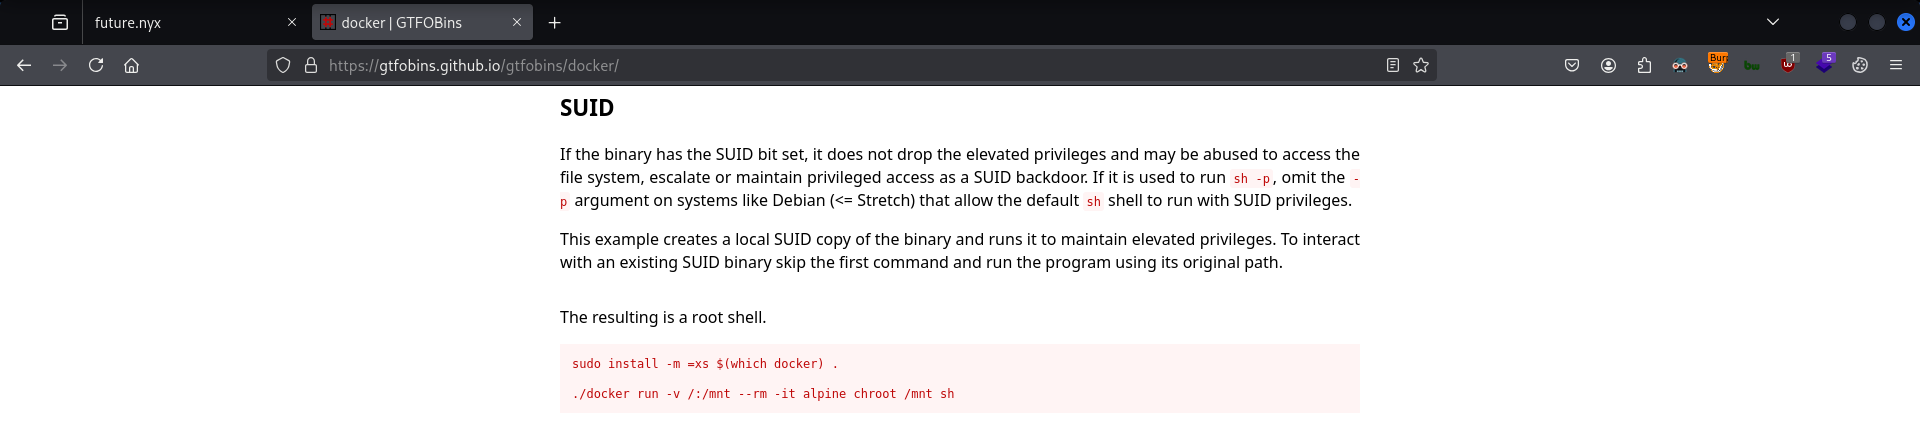 future.nyx
docker | GTFOBins
https://gtfobins.github.io/gtfobins/docker/
Bur
1
5
SUID
If the binary has the SUID bit set, it does not drop the elevated privileges and may be abused to access the
file system, escalate or maintain privileged access as a SUID backdoor. If it is used to run sh -p, omit the -
p argument on systems like Debian (<= Stretch) that allow the default sh shell to run with SUID privileges.
This example creates a local SUID copy of the binary and runs it to maintain elevated privileges. To interact
with an existing SUID binary skip the first command and run the program using its original path.
The resulting is a root shell.
sudo install -m =xs $(which docker) .
./docker run -v /:/mnt --rm -it alpine chroot /mnt sh